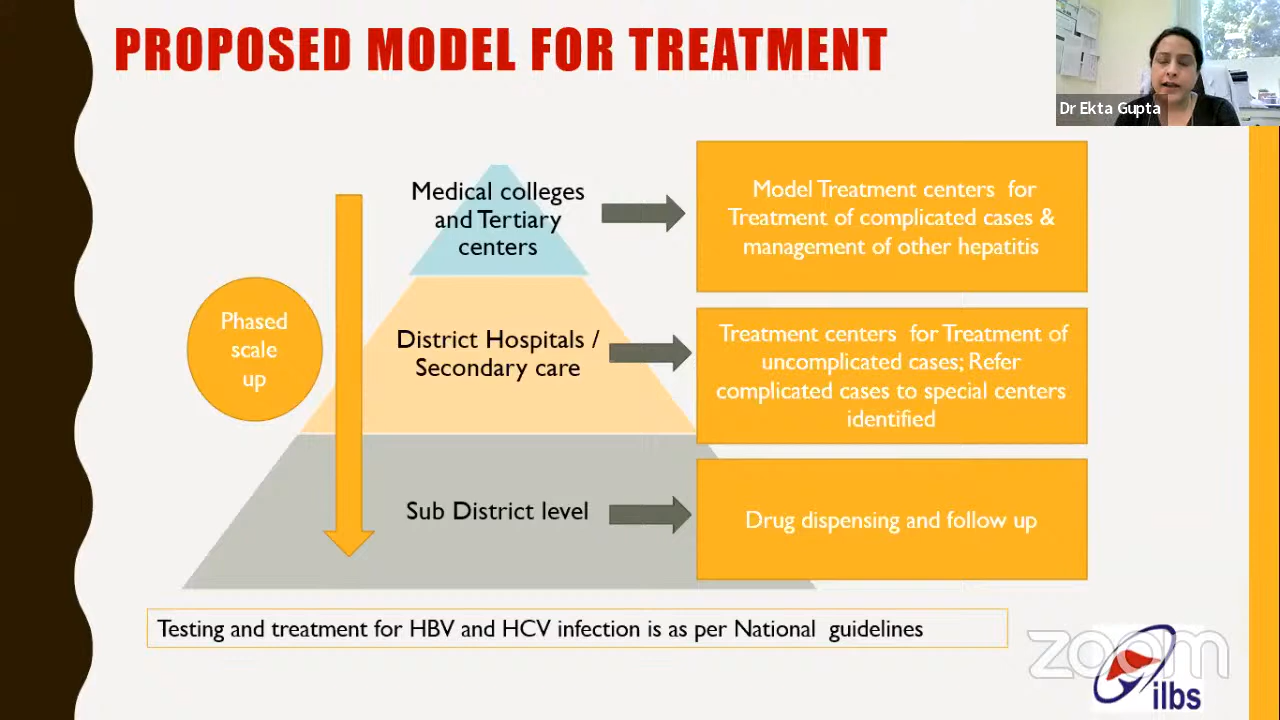 PROPOSED MODEL FOR TREATMENT
Dr Ekta Gupta
Medical colleges
and Tertiary
centers
Model Treatment centers for
Treatment of complicated cases &
management of other hepatitis
Phased
scale
up
District Hospitals /
Secondary care
Treatment centers for Treatment of
uncomplicated cases; Refer
complicated cases to special centers
identified
Sub District level
Drug dispensing and follow up
Testing and treatment for HBV and HCV infection is as per National guidelines
zoom
ilbs